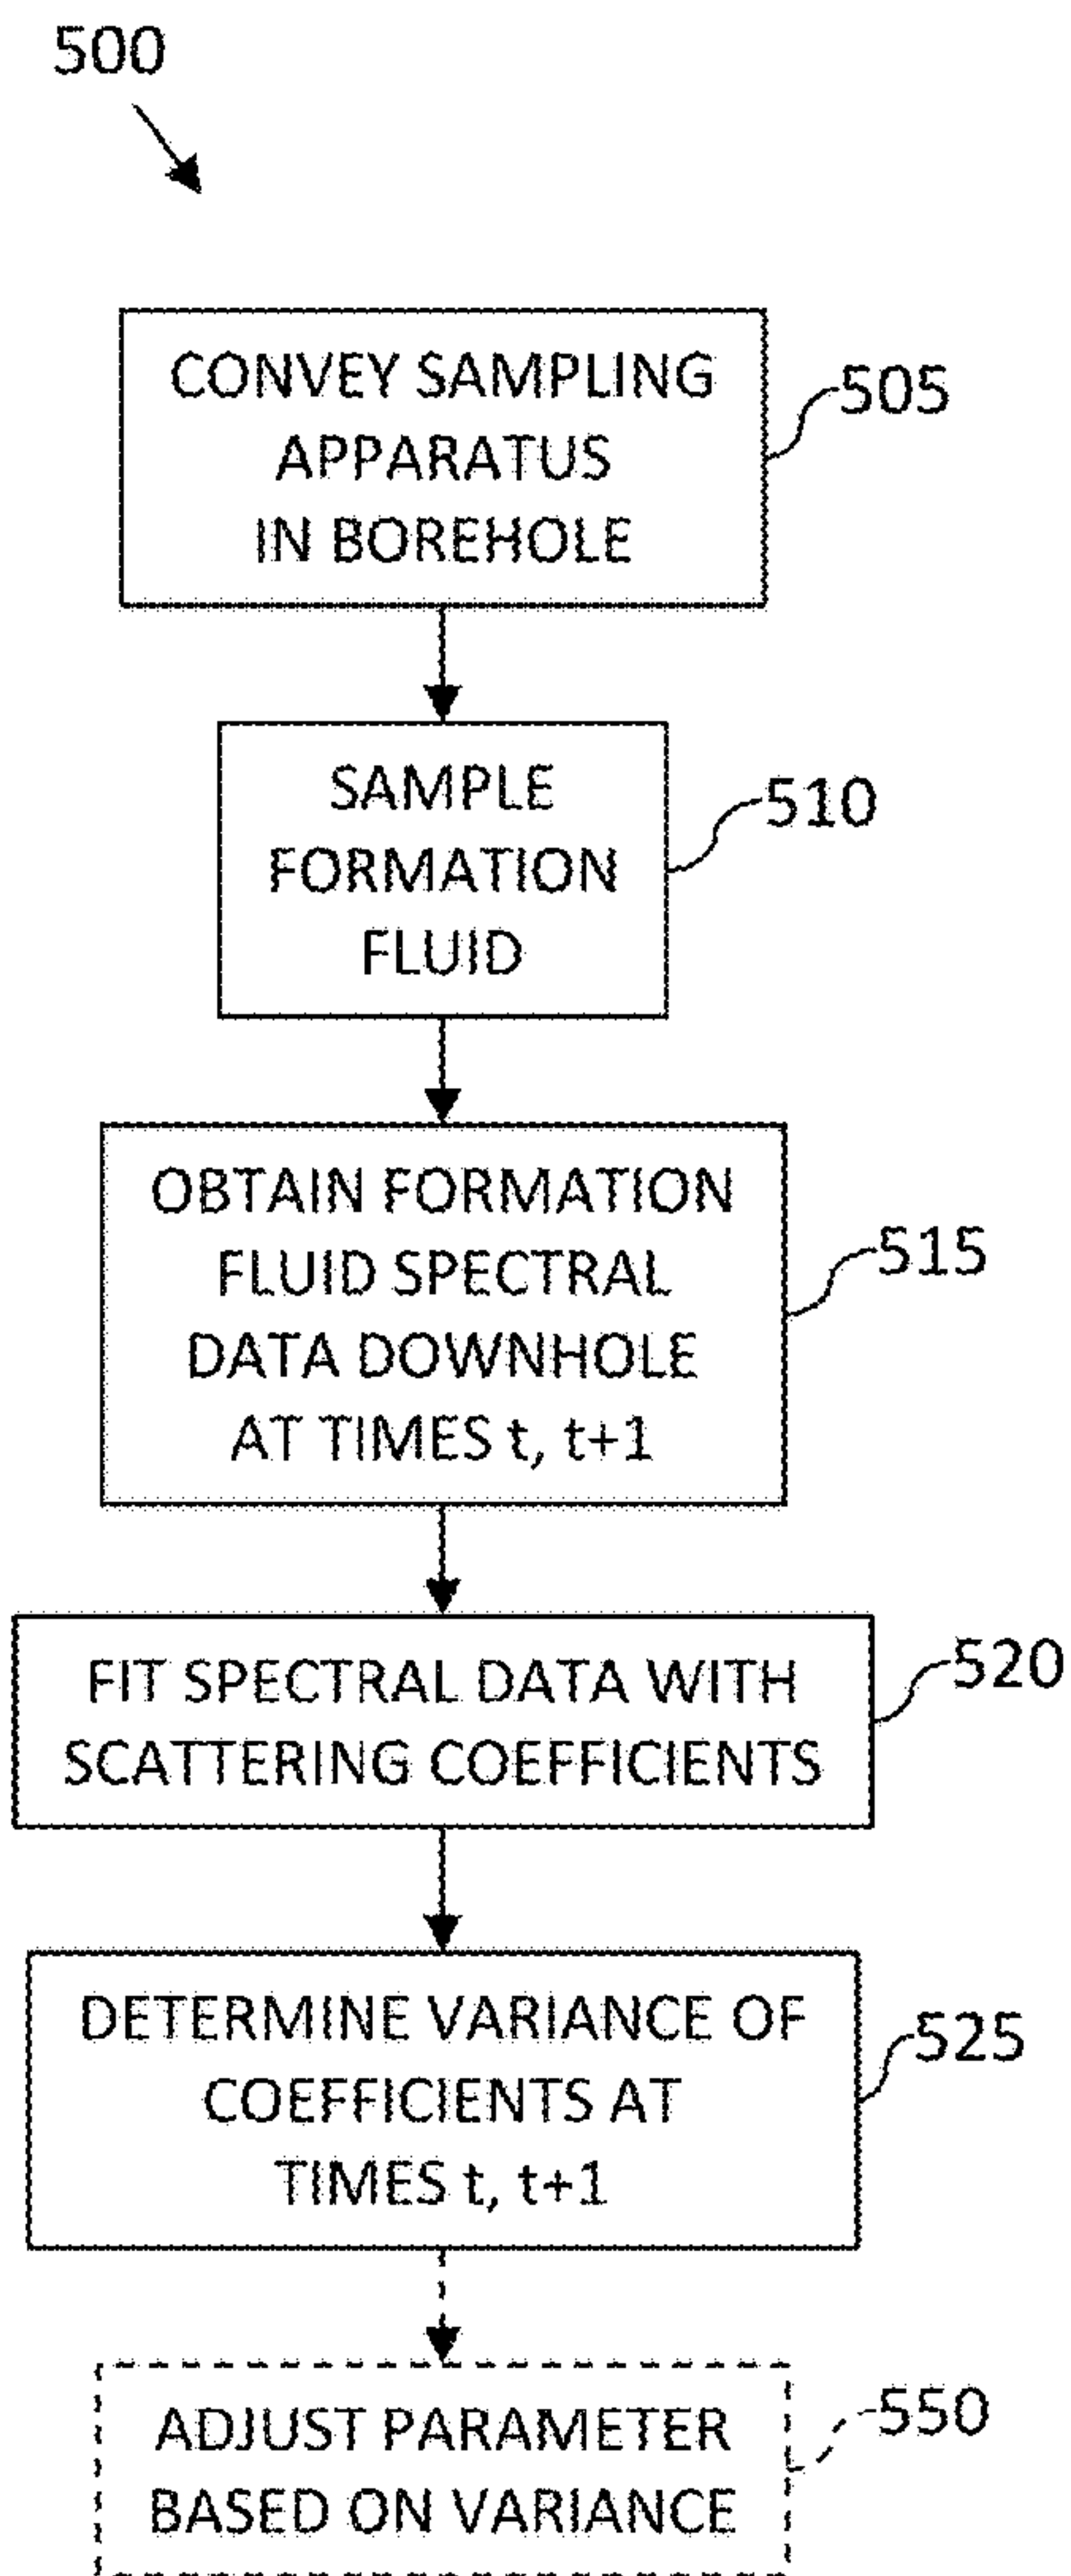 500
CONVEY SAMPLING
APPARATUS
IN BOREHOLE
505
SAMPLE
FORMATION
FLUID
510
OBTAIN FORMATION
FLUID SPECTRAL
DATA DOWNHOLE
AT TIMES t, t+1
515
FIT SPECTRAL DATA WITH
SCATTERING COEFFICIENTS
520
DETERMINE VARIANCE OF
COEFFICIENTS AT
TIMES t, t+1
525
ADJUST PARAMETER
BASED ON VARIANCE
550